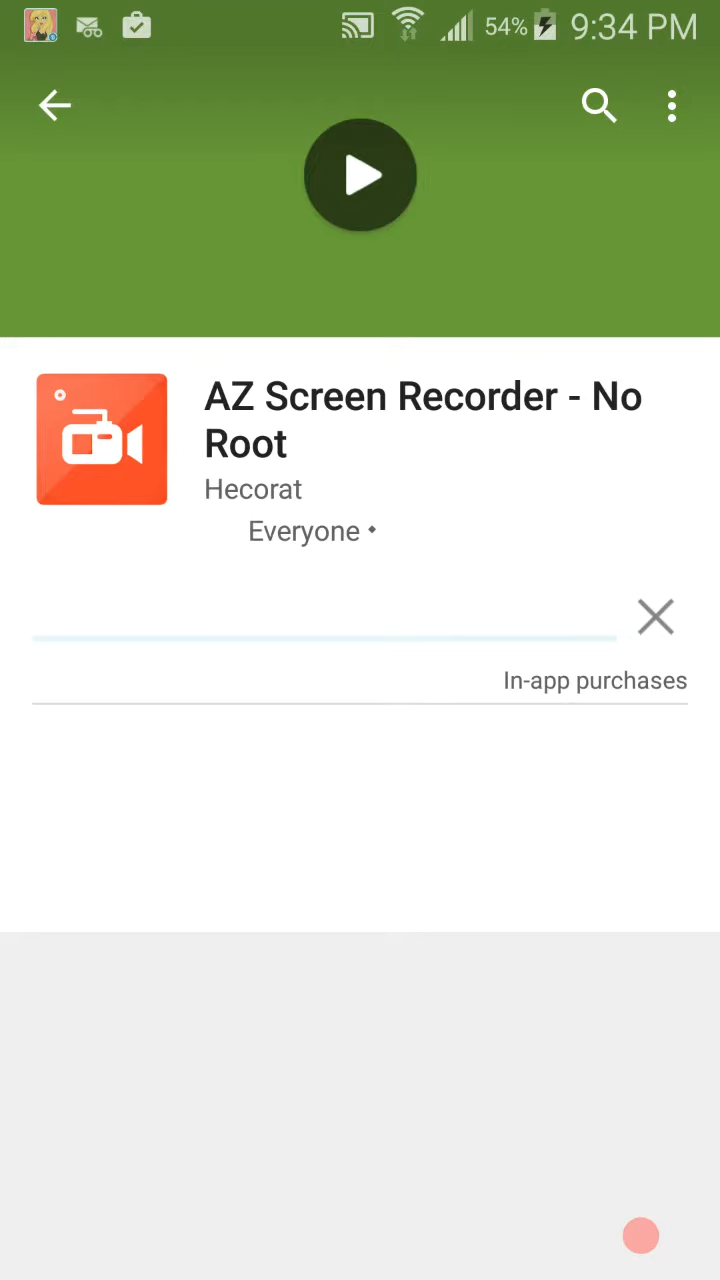 54% 9:34 PM
AZ Screen Recorder - No
Root
Hecorat
Everyone •
In-app purchases